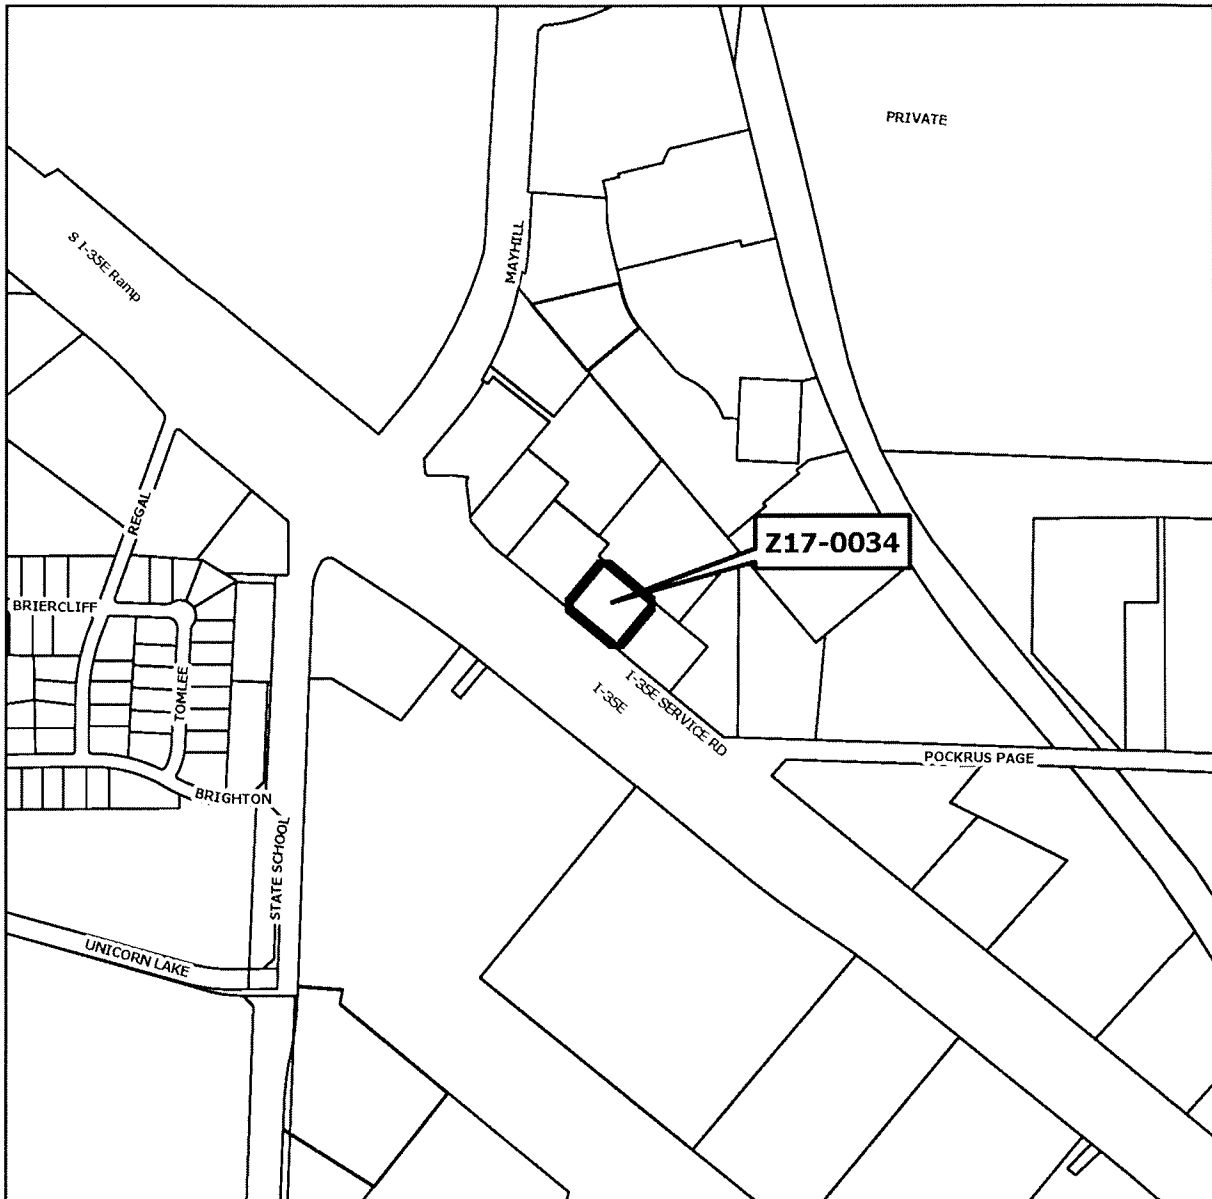 PRIVATE
S I-35E Ramp
MAYHILL
REGAL
Z17-0034
BRIERCLIFF
TOMLEE
I-35E
I-35E SERVICE RD
POCKRUS PAGE
BRIGHTON
STATE SCHOOL
UNICORN LAKE